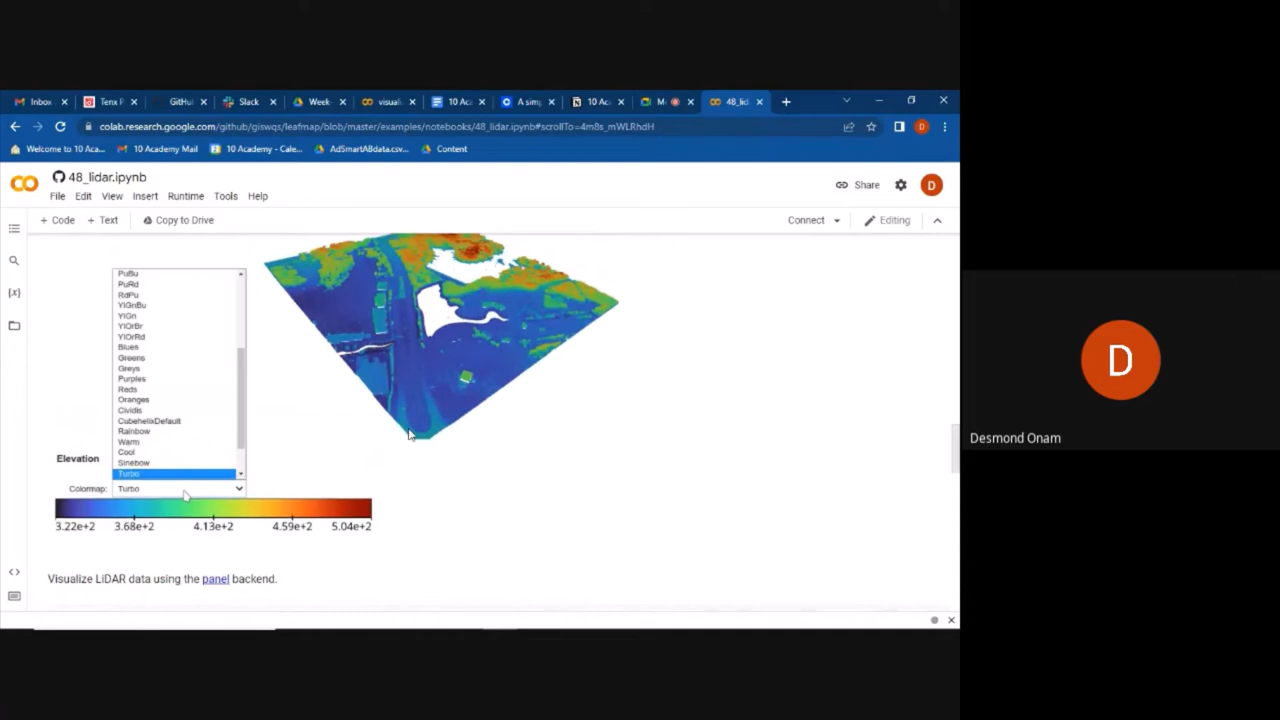 Inbox
Tenx P
GitHul
Slack
Week-
visuali
10 Aca
A simp
10 Aca
M
48_lid
colab.research.google.com/github/giswqs/leafmap/blob/master/examples/notebooks/48_lidar.ipynb#scrollTo=4m8s_mWLRhdH
D
Welcome to 10 Aca...
10 Academy Mail
10 Academy - Cale...
AdSmartABdata.csv...
Content
48_lidar.ipynb
Share
D
File Edit View Insert Runtime Tools Help
+ Code + Text
Copy to Drive
Connect
Editing
{x}
PuBu
PuRd
RdPu
YlGnBu
YlGn
YlOrBr
YlOrRd
Blues
Greens
Greys
Purples
Reds
Oranges
Cividis
CubehelixDefault
Rainbow
Warm
Cool
Sinebow
Turbo
Elevation
Colormap: Turbo
3.22e+2 3.68e+2 4.13e+2 4.59e+2 5.04e+2
Visualize LiDAR data using the panel backend.
D
Desmond Onam